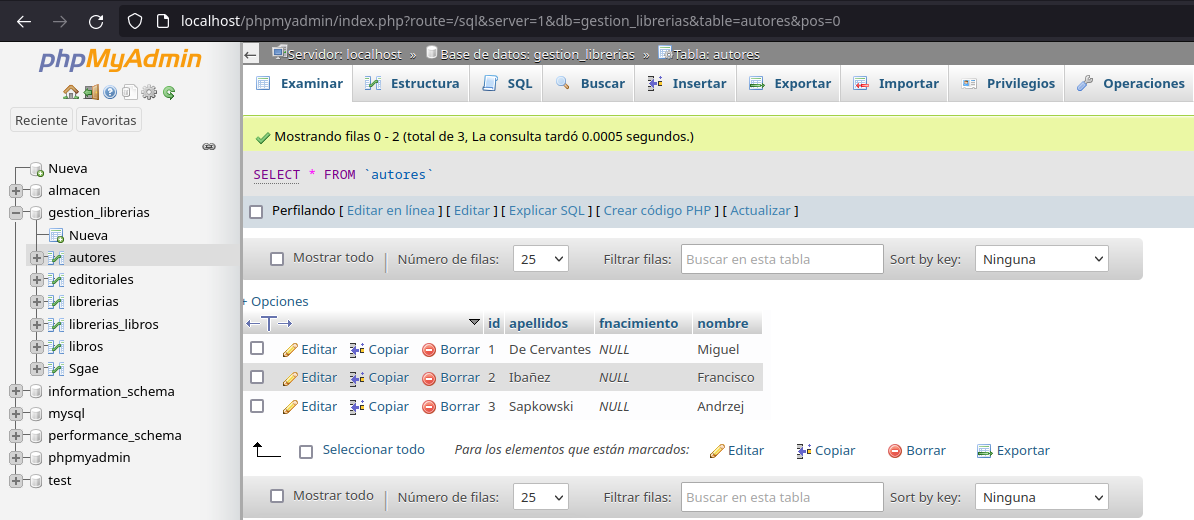 localhost/phpmyadmin/index.php?route=/sql&server=1&db=gestion_librerias&table=autores&pos=0
phpMyAdmin
Reciente Favoritas
Nueva
almacen
gestion_librerias
Nueva
autores
editoriales
librerias
librerias_libros
libros
Sgae
information_schema
mysql
performance_schema
phpmyadmin
test
Servidor: localhost » Base de datos: gestion_librerias » Tabla: autores
Examinar Estructura SQL Buscar Insertar Exportar Importar Privilegios Operaciones
Mostrando filas 0 - 2 (total de 3, La consulta tardó 0.0005 segundos.)
SELECT * FROM `autores`
Perfilando [ Editar en línea ] [ Editar ] [ Explicar SQL ] [ Crear código PHP ] [ Actualizar ]
Mostrar todo | Número de filas: 25 Filtrar filas: Buscar en esta tabla Sort by key: Ninguna
+ Opciones
←T→ id apellidos fnacimiento nombre
Editar Copiar Borrar 1 De Cervantes NULL Miguel
Editar Copiar Borrar 2 Ibañez NULL Francisco
Editar Copiar Borrar 3 Sapkowski NULL Andrzej
Seleccionar todo Para los elementos que están marcados: Editar Copiar Borrar Exportar
Mostrar todo | Número de filas: 25 Filtrar filas: Buscar en esta tabla Sort by key: Ninguna